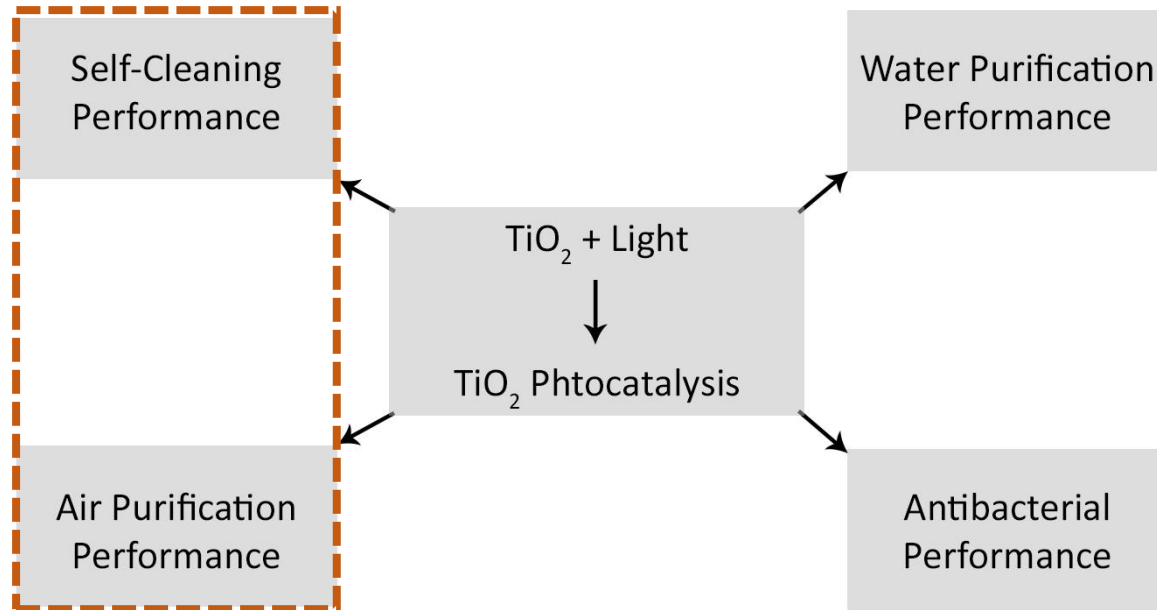 Self-Cleaning
Performance
Water Purification
Performance
TiO₂ + Light
TiO₂ Phtocatalysis
Air Purification
Performance
Antibacterial
Performance